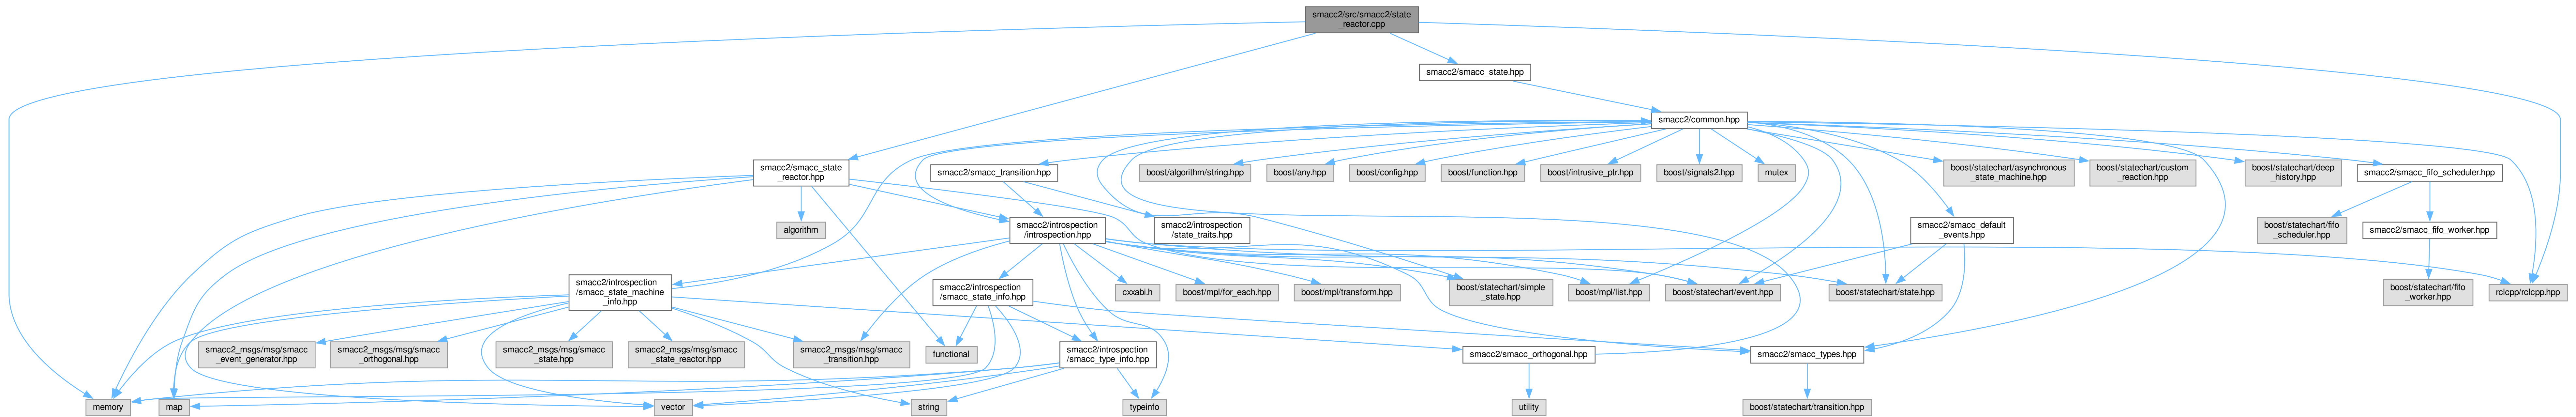 smacc2/src/smacc2/state
_reactor.cpp
smacc2/smacc_state.hpp
smacc2/common.hpp
smacc2/smacc_state
_reactor.hpp
smacc2/smacc_transition.hpp
boost/algorithm/string.hpp
boost/any.hpp
boost/config.hpp
boost/function.hpp
boost/intrusive_ptr.hpp
boost/signals2.hpp
mutex
boost/statechart/asynchronous
_state_machine.hpp
boost/statechart/custom
_reaction.hpp
boost/statechart/deep
_history.hpp
smacc2/smacc_fifo_scheduler.hpp
algorithm
smacc2/introspection
/introspection.hpp
smacc2/introspection
/state_traits.hpp
smacc2/smacc_default
_events.hpp
boost/statechart/fifo
_scheduler.hpp
smacc2/smacc_fifo_worker.hpp
smacc2/introspection
/smacc_state_machine
_info.hpp
smacc2/introspection
/smacc_state_info.hpp
cxxabi.h
boost/mpl/for_each.hpp
boost/mpl/transform.hpp
boost/statechart/simple
_state.hpp
boost/mpl/list.hpp
boost/statechart/event.hpp
boost/statechart/state.hpp
boost/statechart/fifo
_worker.hpp
rclcpp/rclcpp.hpp
smacc2_msgs/msg/smacc
_event_generator.hpp
smacc2_msgs/msg/smacc
_orthogonal.hpp
smacc2_msgs/msg/smacc
_state.hpp
smacc2_msgs/msg/smacc
_state_reactor.hpp
smacc2_msgs/msg/smacc
_transition.hpp
functional
smacc2/introspection
/smacc_type_info.hpp
smacc2/smacc_orthogonal.hpp
smacc2/smacc_types.hpp
memory
map
vector
string
typeinfo
utility
boost/statechart/transition.hpp